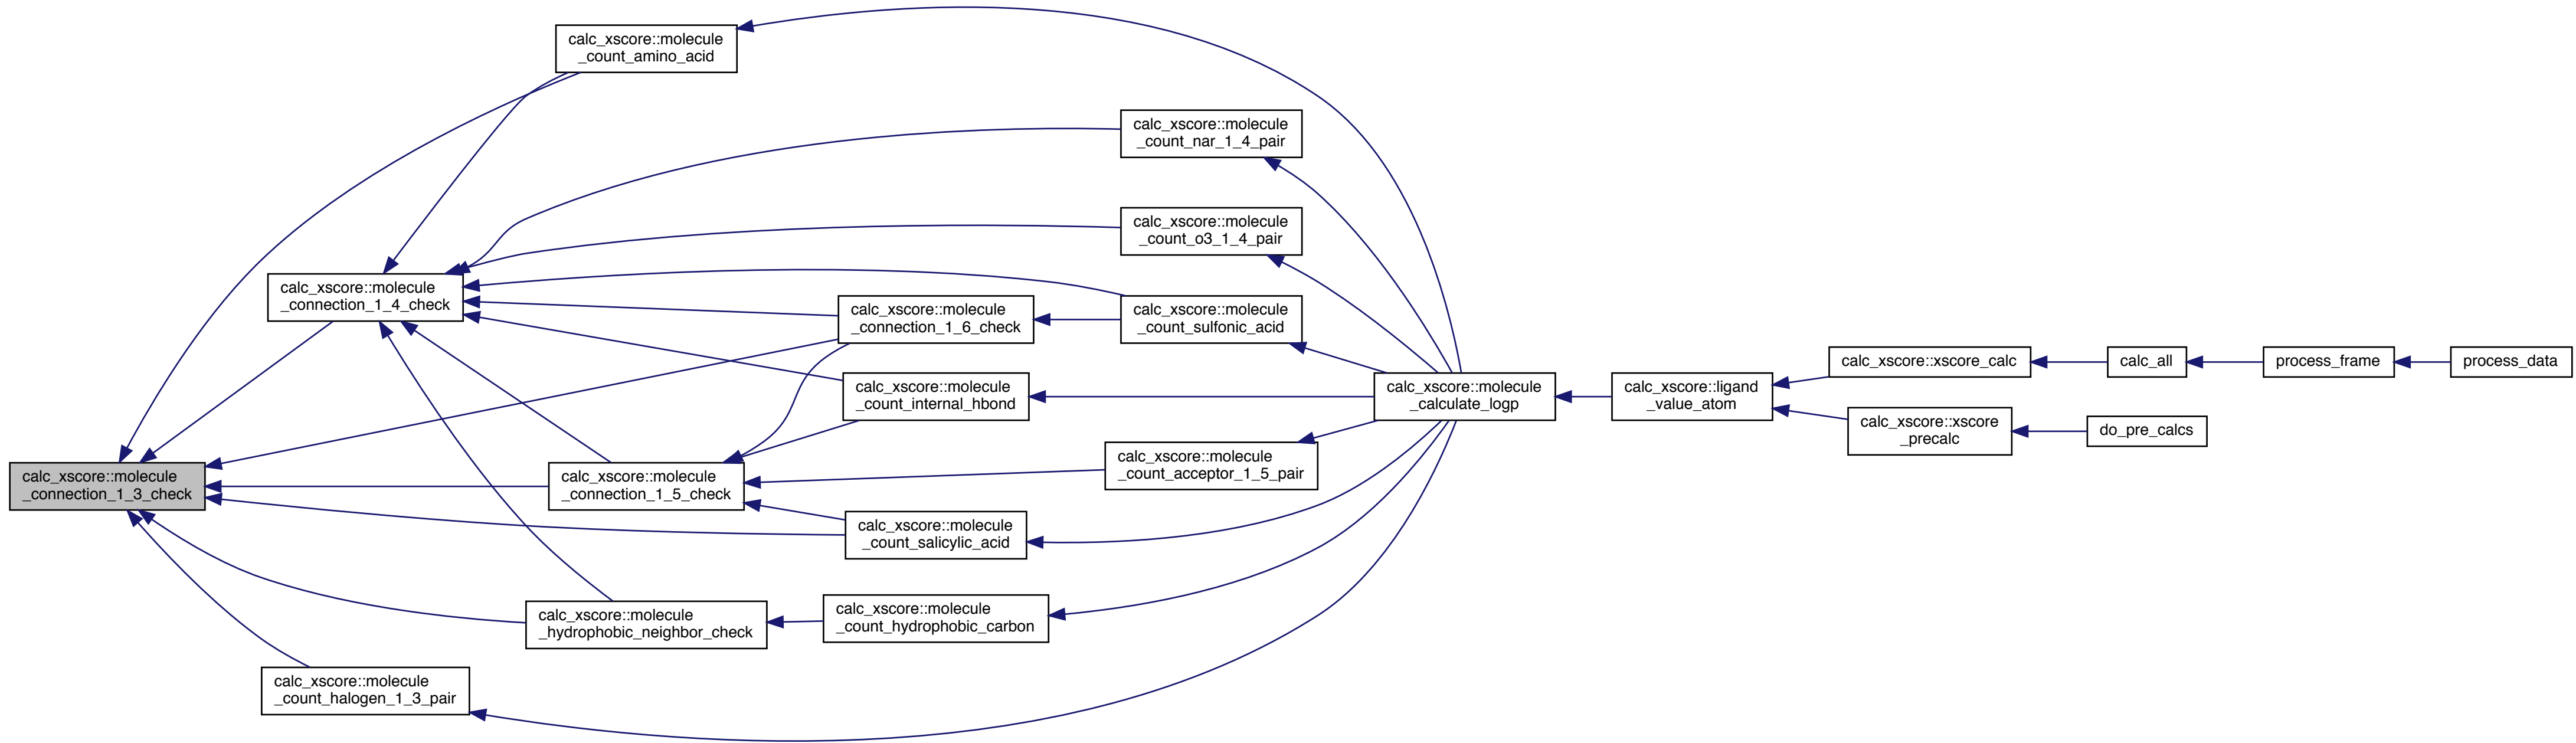 calc_xscore::molecule
_count_amino_acid
calc_xscore::molecule
_count_nar_1_4_pair
calc_xscore::molecule
_count_o3_1_4_pair
calc_xscore::molecule
_connection_1_4_check
calc_xscore::molecule
_connection_1_6_check
calc_xscore::molecule
_count_sulfonic_acid
calc_xscore::molecule
_count_internal_hbond
calc_xscore::molecule
_calculate_logp
calc_xscore::ligand
_value_atom
calc_xscore::xscore_calc
calc_all
process_frame
process_data
calc_xscore::xscore
_precalc
do_pre_calcs
calc_xscore::molecule
_connection_1_3_check
calc_xscore::molecule
_connection_1_5_check
calc_xscore::molecule
_count_acceptor_1_5_pair
calc_xscore::molecule
_count_salicylic_acid
calc_xscore::molecule
_hydrophobic_neighbor_check
calc_xscore::molecule
_count_hydrophobic_carbon
calc_xscore::molecule
_count_halogen_1_3_pair